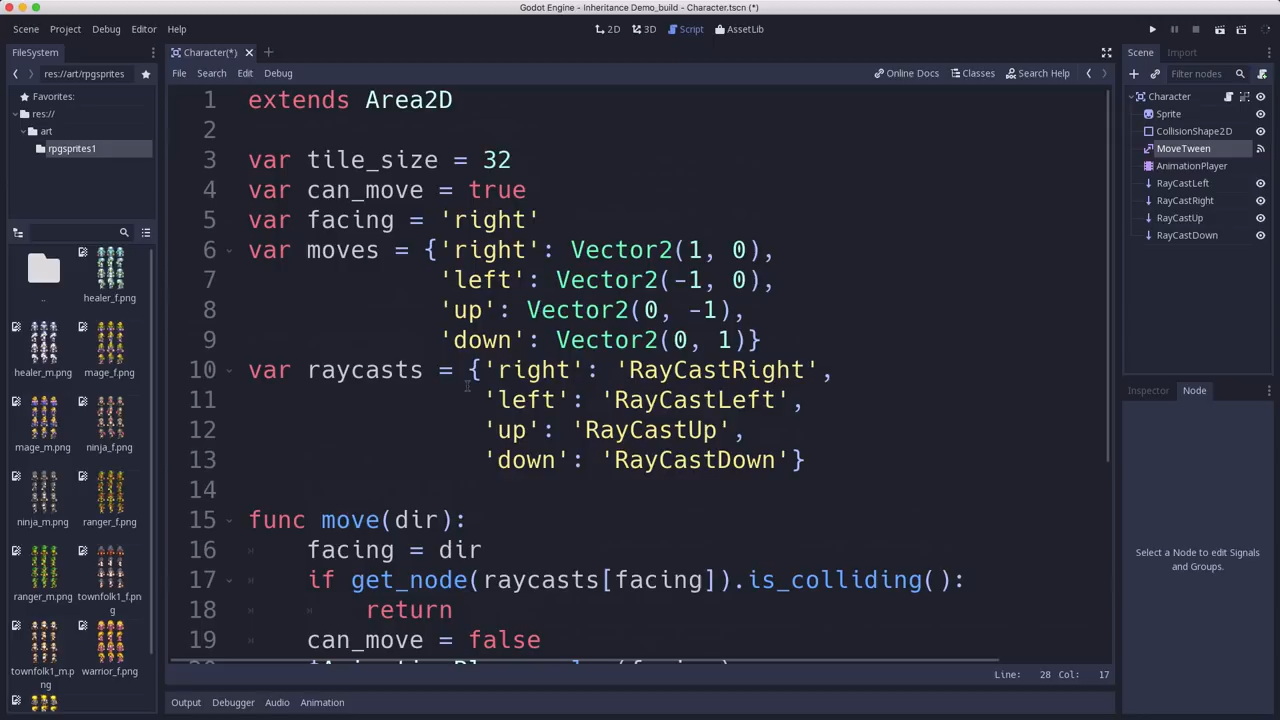 Godot Engine - Inheritance Demo_build - Character.tscn (*)
Scene Project Debug Editor Help
2D 3D Script AssetLib
FileSystem
Character(*)
Scene Import
res://art/rpgsprites
File Search Edit Debug
Online Docs Classes Search Help
Filter nodes
Favorites:
res://
art
rpgsprites1
..
healer_f.png
healer_m.png
mage_f.png
mage_m.png
ninja_f.png
ninja_m.png
ranger_f.png
ranger_m.png
townfolk1_f.png
townfolk1_m.png
warrior_f.png
1 extends Area2D
2
3 var tile_size = 32
4 var can_move = true
5 var facing = 'right'
6 var moves = {'right': Vector2(1, 0),
7 'left': Vector2(-1, 0),
8 'up': Vector2(0, -1),
9 'down': Vector2(0, 1)}
10 var raycasts = {'right': 'RayCastRight',
11 'left': 'RayCastLeft',
12 'up': 'RayCastUp',
13 'down': 'RayCastDown'}
14
15 func move(dir):
16 facing = dir
17 if get_node(raycasts[facing]).is_colliding():
18 return
19 can_move = false
Line: 28 Col: 17
Output Debugger Audio Animation
Character
Sprite
CollisionShape2D
MoveTween
AnimationPlayer
RayCastLeft
RayCastRight
RayCastUp
RayCastDown
Inspector Node
Select a Node to edit Signals
and Groups.